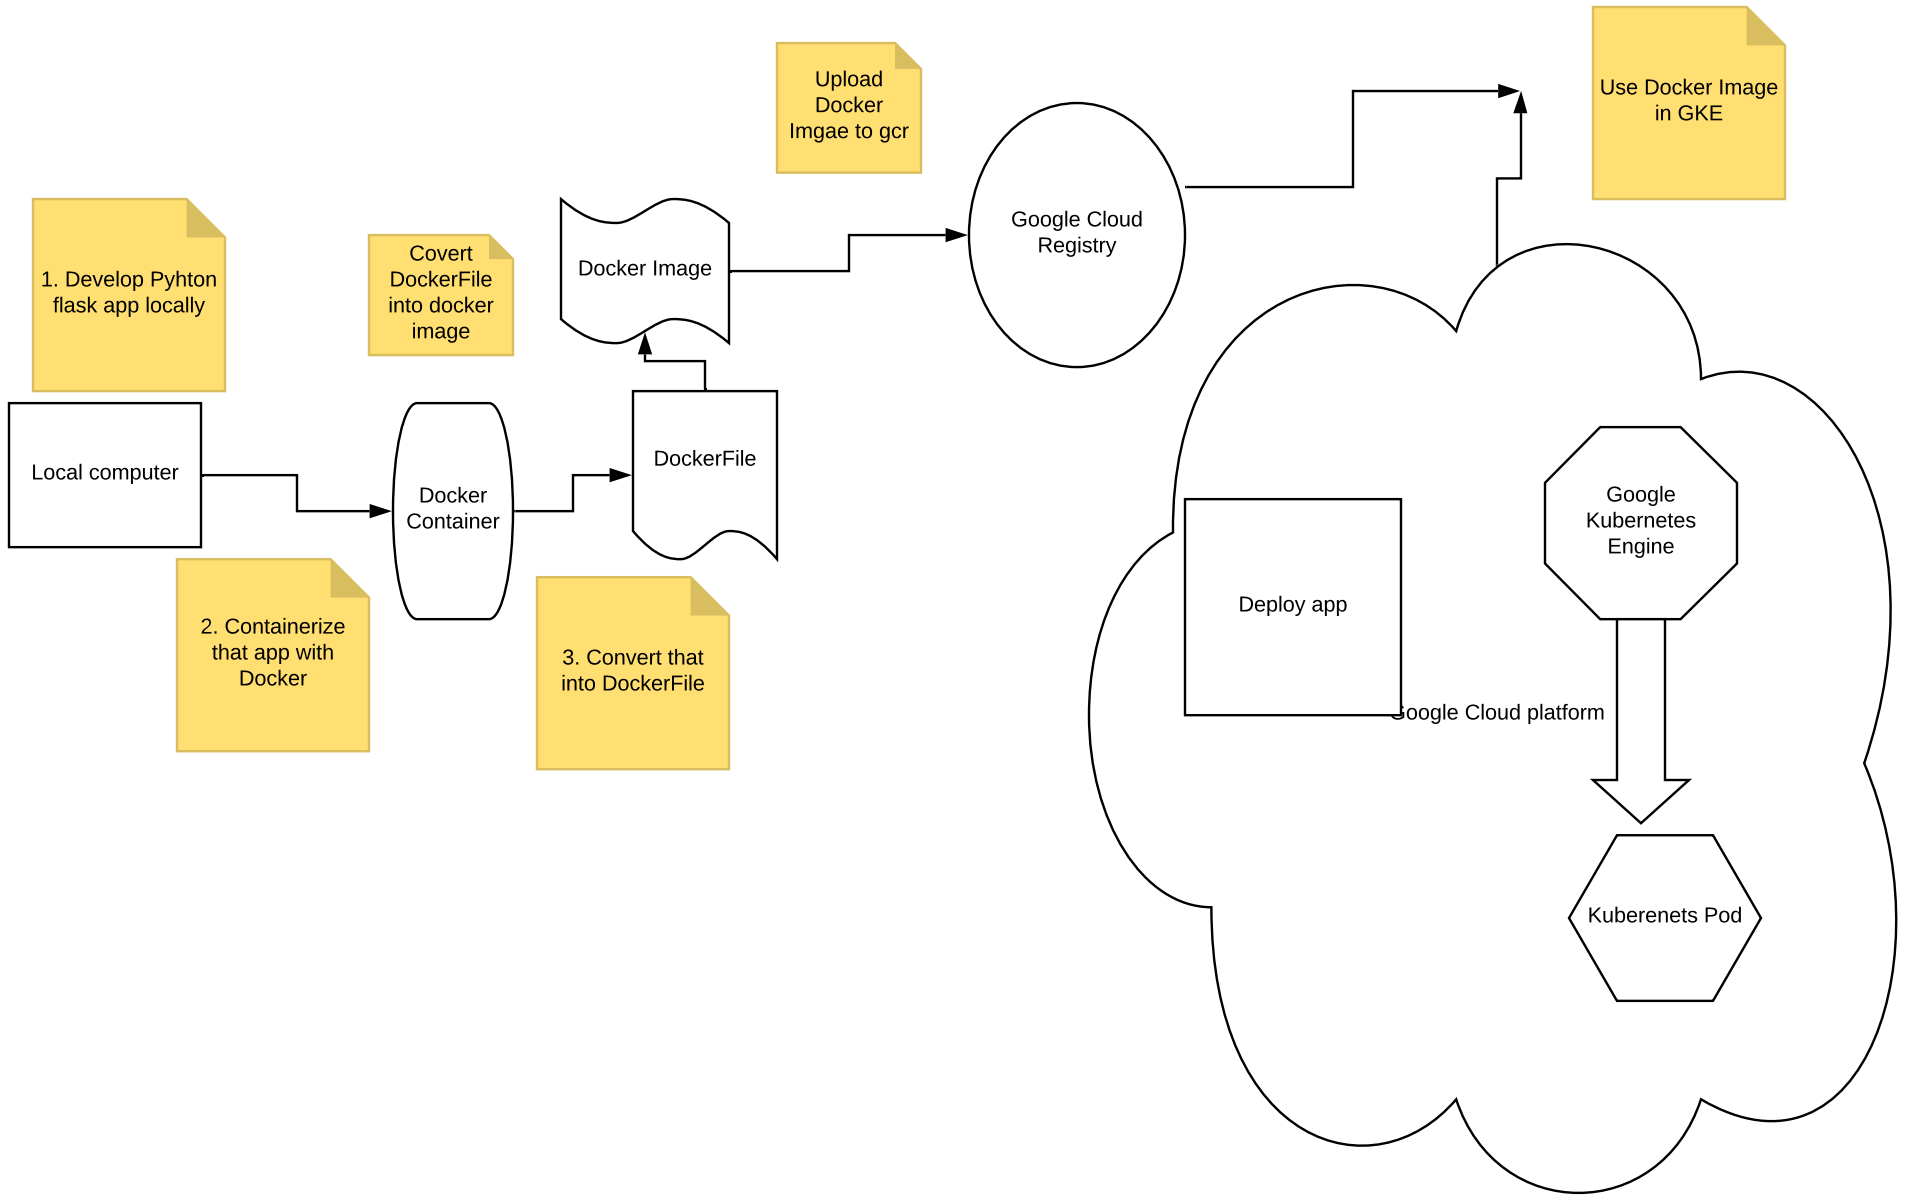 1. Develop Pyhton
flask app locally
Local computer
2. Containerize
that app with
Docker
Covert
DockerFile
into docker
image
Docker
Container
3. Convert that
into DockerFile
DockerFile
Docker Image
Upload
Docker
Imgae to gcr
Google Cloud
Registry
Use Docker Image
in GKE
Deploy app
Google Cloud platform
Google
Kubernetes
Engine
Kuberenets Pod